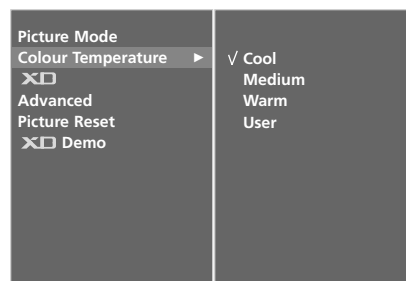 Picture Mode
Colour Temperature ►
XD
Advanced
Picture Reset
XD Demo
√ Cool
Medium
Warm
User